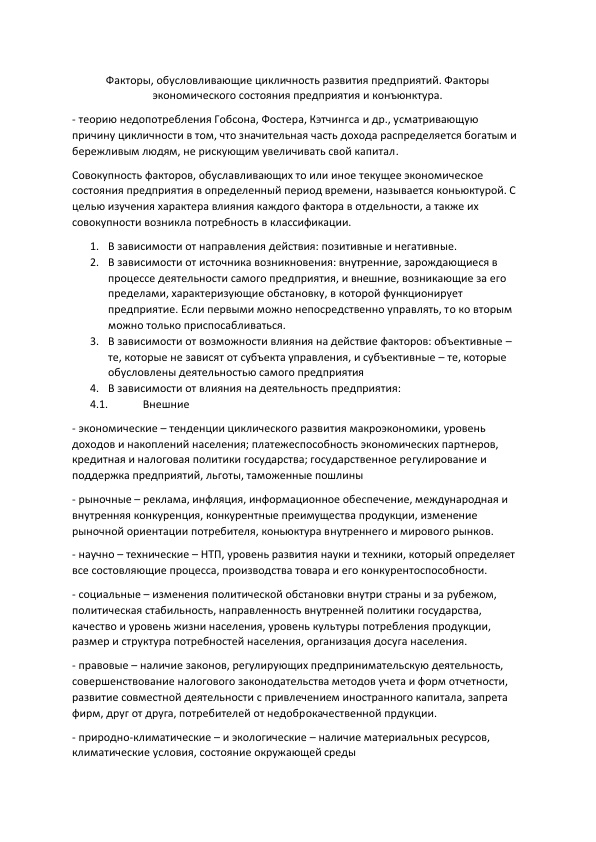 Факторы, обусловливающие цикличность развития предприятий. Факторы
экономического состояния предприятия и конъюнктура.
- теорию недопотребления Гобсона, Фостера, Кэтчингса и др., усматривающую
причину цикличности в том, что значительная часть дохода распределяется богатым и
бережливым людям, не рискующим увеличивать свой капитал.
Совокупность факторов, обуславливающих то или иное текущее экономическое
состояния предприятия в определенный период времени, называется коньюктурой. С
целью изучения характера влияния каждого фактора в отдельности, а также их
совокупности возникла потребность в классификации.
1. В зависимости от направления действия: позитивные и негативные.
2. В зависимости от источника возникновения: внутренние, зарождающиеся в
процессе деятельности самого предприятия, и внешние, возникающие за его
пределами, характеризующие обстановку, в которой функционирует
предприятие. Если первыми можно непосредственно управлять, то ко вторым
можно только приспосабливаться.
3. В зависимости от возможности влияния на действие факторов: объективные –
те, которые не зависят от субъекта управления, и субъективные – те, которые
обусловлены деятельностью самого предприятия
4. В зависимости от влияния на деятельность предприятия:
4.1. Внешние
- экономические – тенденции циклического развития макроэкономики, уровень
доходов и накоплений населения; платежеспособность экономических партнеров,
кредитная и налоговая политики государства; государственное регулирование и
поддержка предприятий, льготы, таможенные пошлины
- рыночные – реклама, инфляция, информационное обеспечение, международная и
внутренняя конкуренция, конкурентные преимущества продукции, изменение
рыночной ориентации потребителя, коньюктура внутреннего и мирового рынков.
- научно – технические – НТП, уровень развития науки и техники, который определяет
все состовляющие процесса, производства товара и его конкурентоспособности.
- социальные – изменения политической обстановки внутри страны и за рубежом,
политическая стабильность, направленность внутренней политики государства,
качество и уровень жизни населения, уровень культуры потребления продукции,
размер и структура потребностей населения, организация досуга населения.
- правовые – наличие законов, регулирующих предпринимательскую деятельность,
совершенствование налогового законодательства методов учета и форм отчетности,
развитие совместной деятельности с привлечением иностранного капитала, запрета
фирм, друг от друга, потребителей от недоброкачественной прдукции.
- природно-климатические – и экологические – наличие материальных ресурсов,
климатические условия, состояние окружающей среды